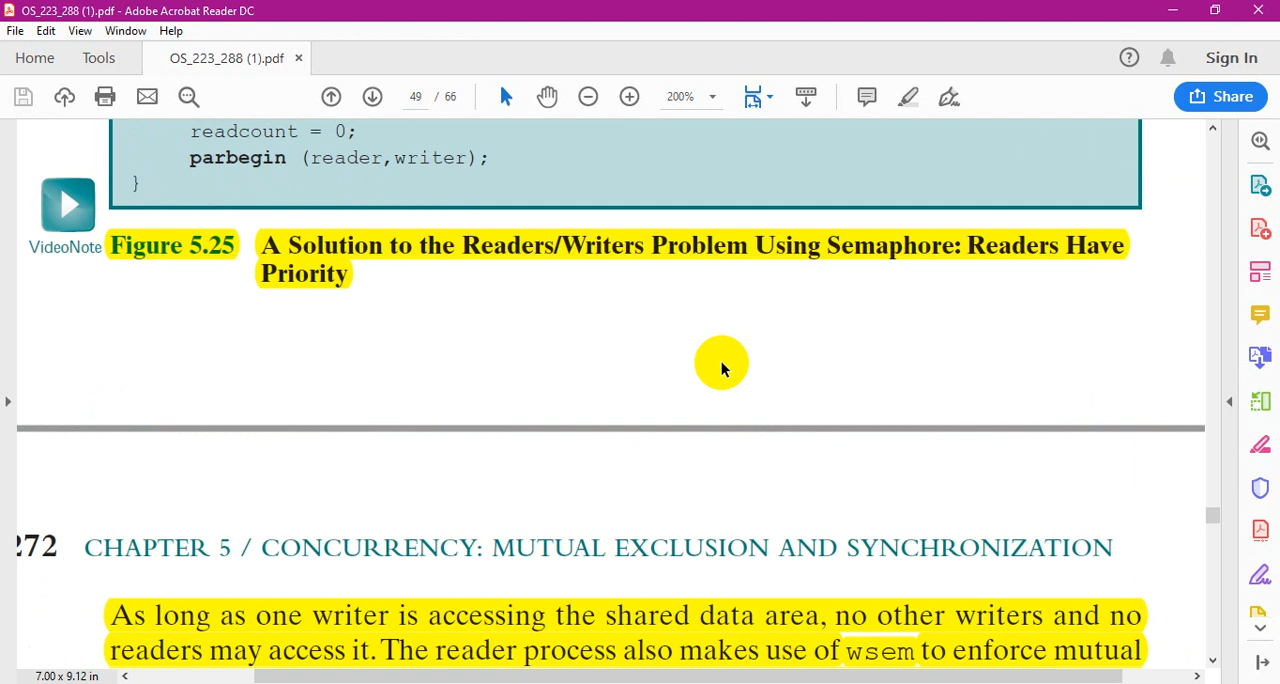 OS_223_288 (1).pdf - Adobe Acrobat Reader DC
File Edit View Window Help
Home Tools OS_223_288 (1).pdf × Sign In
49 / 66 200% Share
readcount = 0;
parbegin (reader,writer);
}
VideoNote Figure 5.25 A Solution to the Readers/Writers Problem Using Semaphore: Readers Have
Priority
272 CHAPTER 5 / CONCURRENCY: MUTUAL EXCLUSION AND SYNCHRONIZATION
As long as one writer is accessing the shared data area, no other writers and no
readers may access it. The reader process also makes use of wsem to enforce mutual
7.00 x 9.12 in